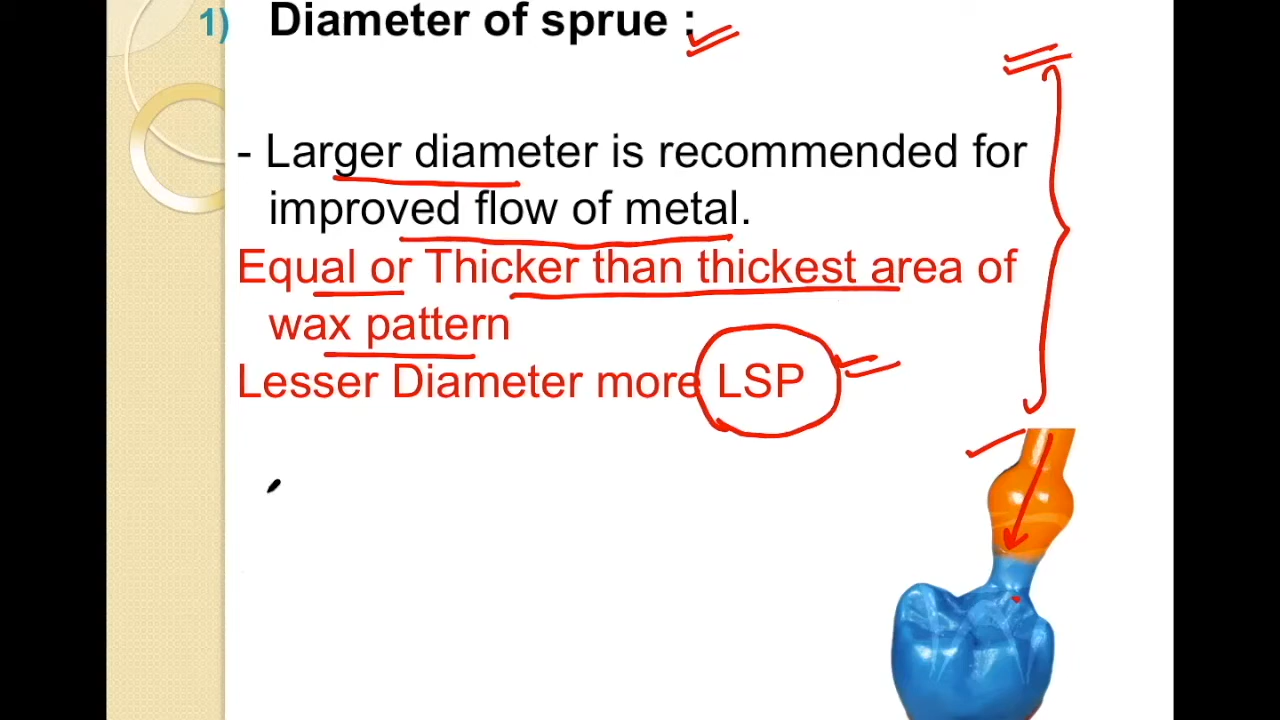 1) Diameter of sprue :
- Larger diameter is recommended for
improved flow of metal.
Equal or Thicker than thickest area of
wax pattern
Lesser Diameter more LSP